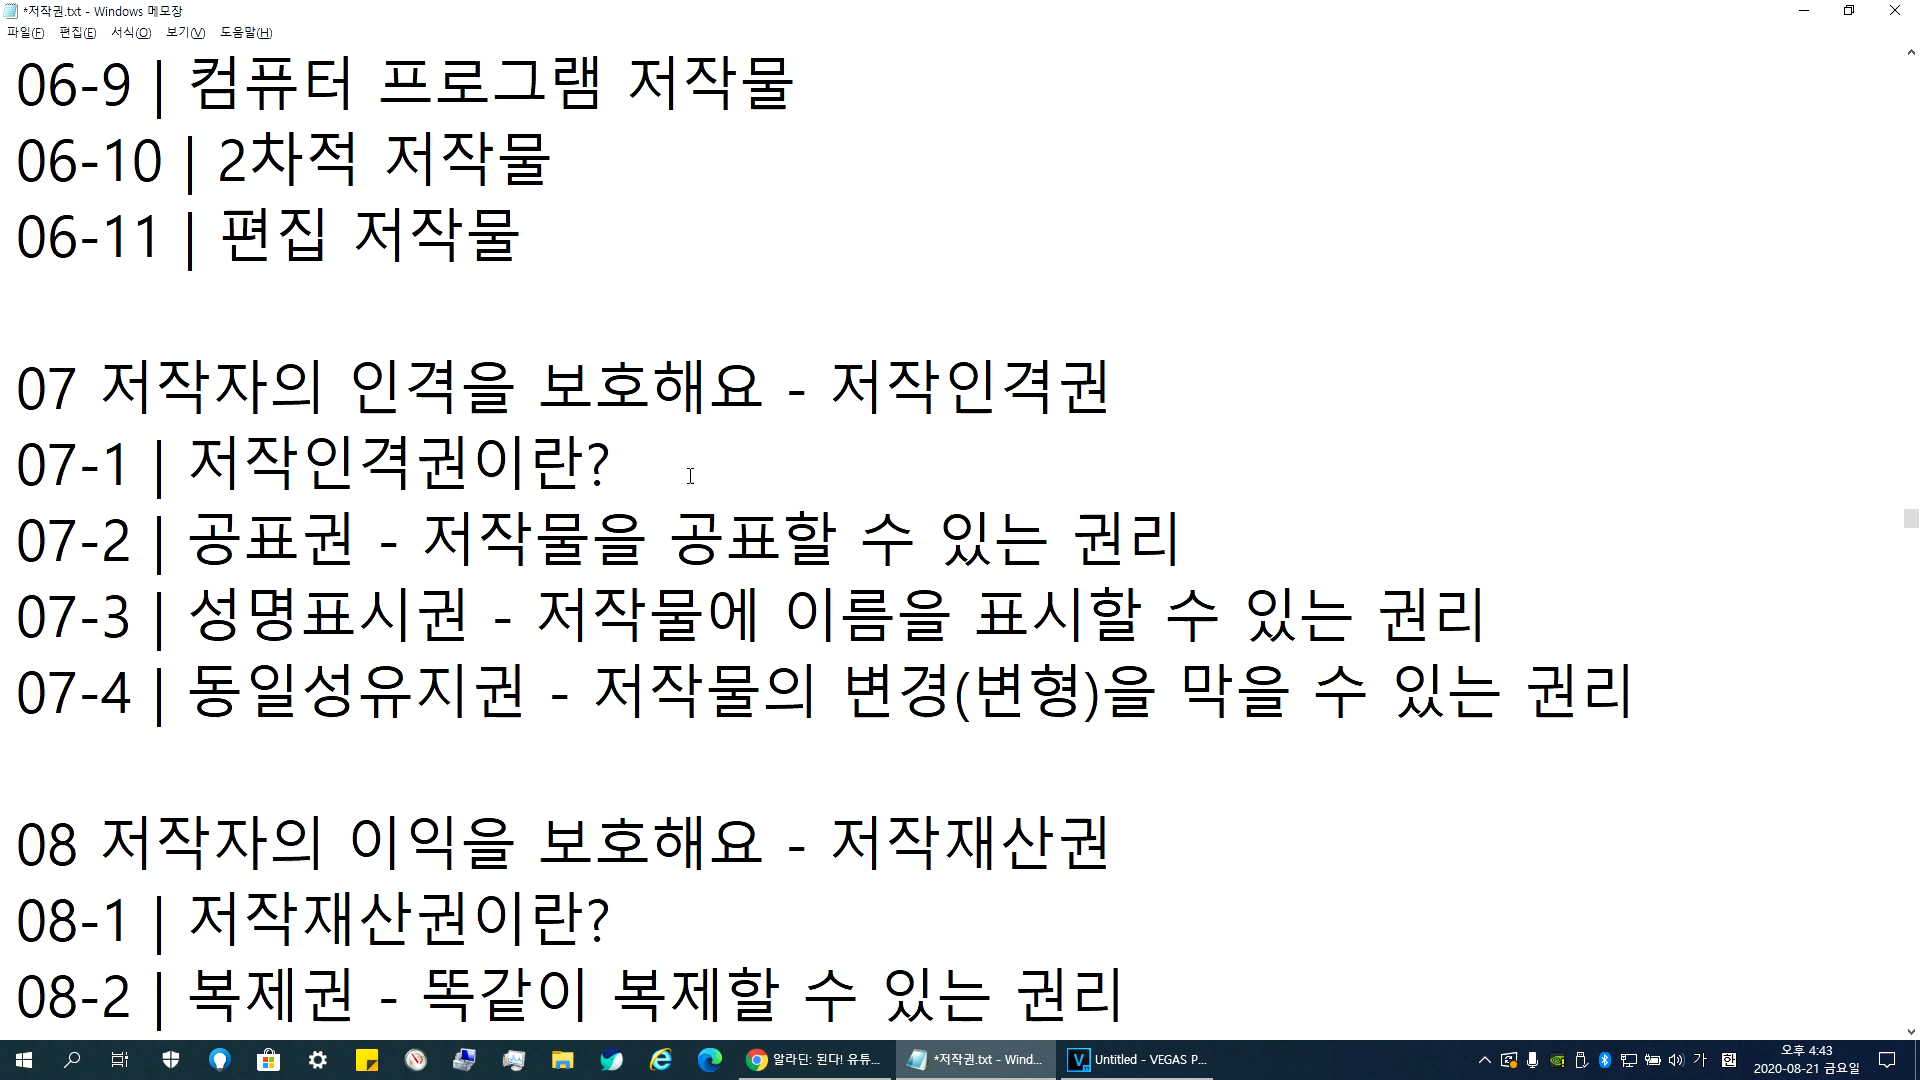 *저작권.txt - Windows 메모장
파일(F) 편집(E) 서식(O) 보기(V) 도움말(H)
06-9 | 컴퓨터 프로그램 저작물
06-10 | 2차적 저작물
06-11 | 편집 저작물
07 저작자의 인격을 보호해요 - 저작인격권
07-1 | 저작인격권이란?
07-2 | 공표권 - 저작물을 공표할 수 있는 권리
07-3 | 성명표시권 - 저작물에 이름을 표시할 수 있는 권리
07-4 | 동일성유지권 - 저작물의 변경(변형)을 막을 수 있는 권리
08 저작자의 이익을 보호해요 - 저작재산권
08-1 | 저작재산권이란?
08-2 | 복제권 - 똑같이 복제할 수 있는 권리
알라딘: 된다! 유튜... *저작권.txt - Wind... Untitled - VEGAS P... 가 한 오후 4:43
2020-08-21 금요일